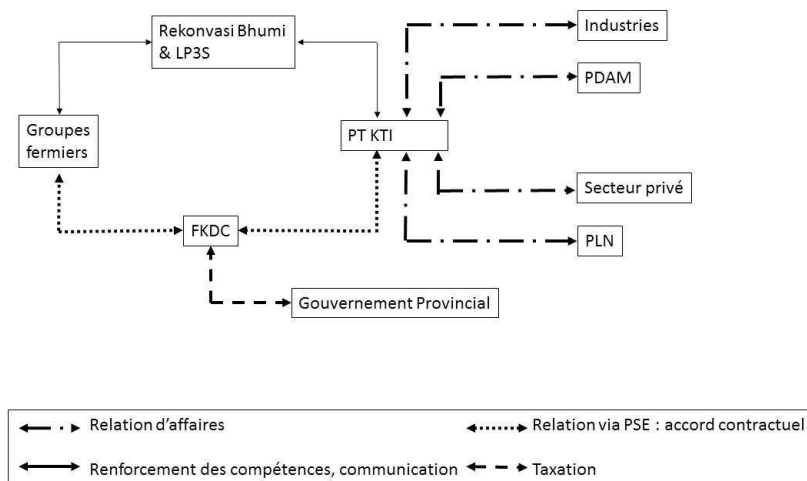 Rekonvasi Bhumi
& LP3S
Industries
PDAM
Groupes
fermiers
PT KTI
Secteur privé
FKDC
PLN
Gouvernement Provincial
Relation d’affaires
Relation via PSE : accord contractuel
Renforcement des compétences, communication
Taxation